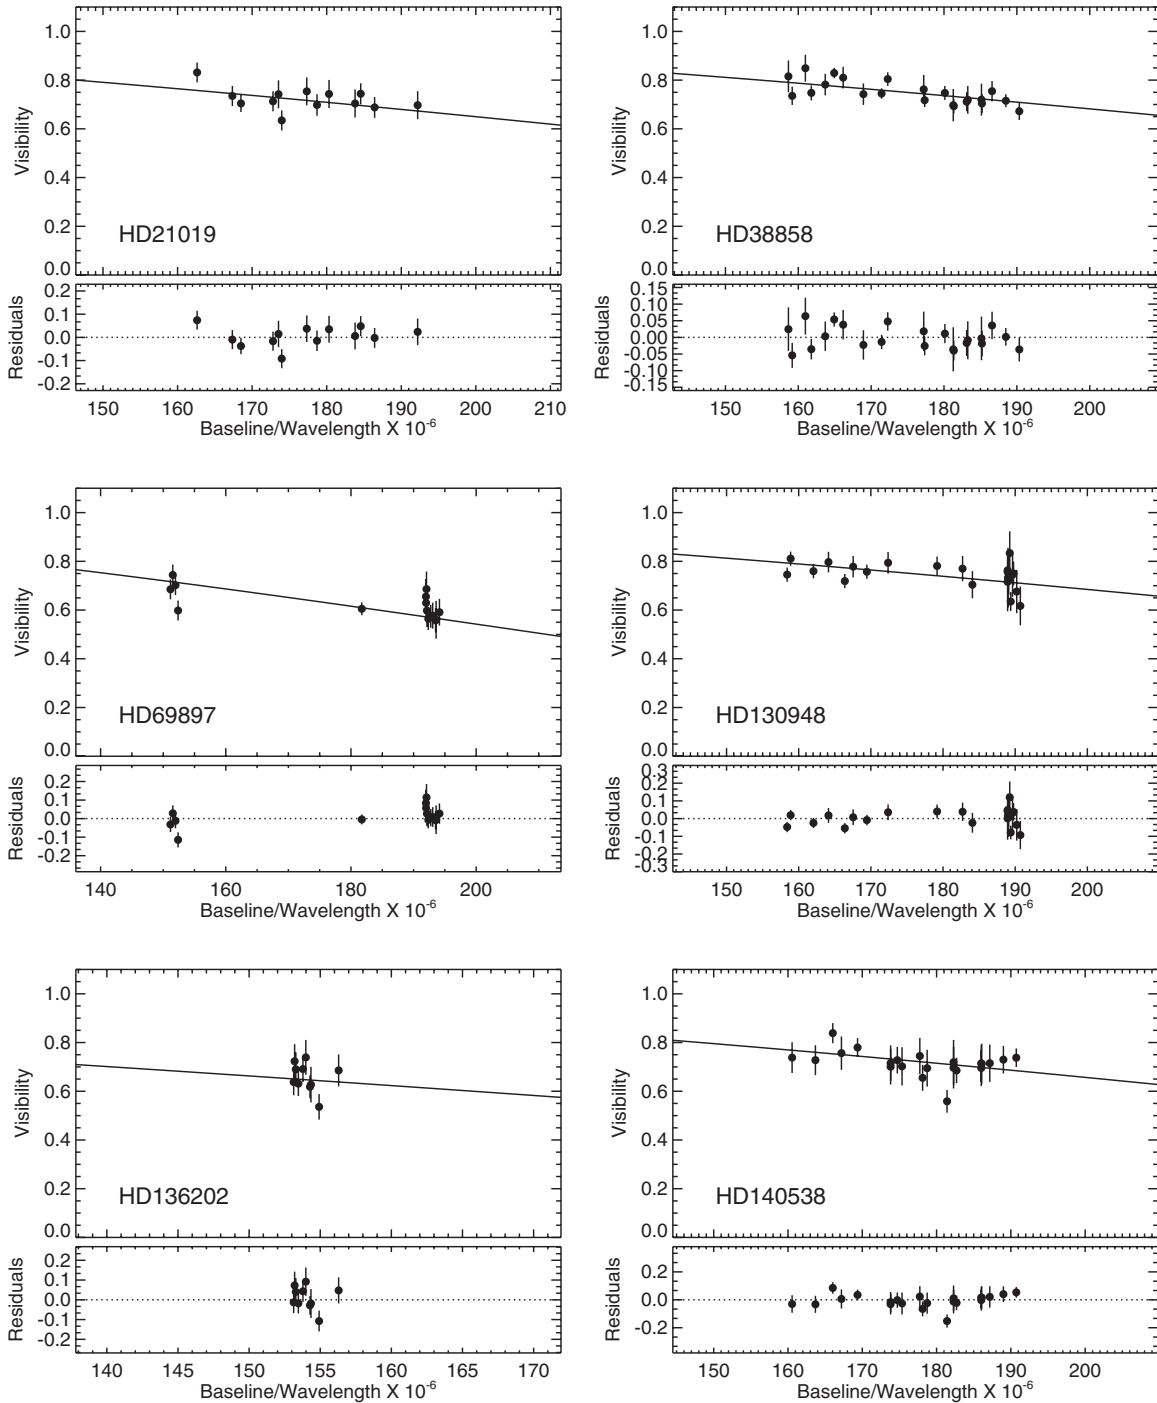 1.0
0.8
0.6
0.4
0.2
0.0
Visibility
HD21019
0.2
0.1
0.0
-0.1
-0.2
Residuals
150 160 170 180 190 200 210
Baseline/Wavelength X 10-6
1.0
0.8
0.6
0.4
0.2
0.0
Visibility
HD38858
0.15
0.10
0.05
0.00
-0.05
-0.10
-0.15
Residuals
150 160 170 180 190 200
Baseline/Wavelength X 10-6
1.0
0.8
0.6
0.4
0.2
0.0
Visibility
HD69897
0.2
0.1
0.0
-0.1
-0.2
Residuals
140 160 180 200
Baseline/Wavelength X 10-6
1.0
0.8
0.6
0.4
0.2
0.0
Visibility
HD130948
0.3
0.2
0.1
0.0
-0.1
-0.2
-0.3
Residuals
150 160 170 180 190 200
Baseline/Wavelength X 10-6
1.0
0.8
0.6
0.4
0.2
0.0
Visibility
HD136202
0.2
0.1
0.0
-0.1
-0.2
Residuals
140 145 150 155 160 165 170
Baseline/Wavelength X 10-6
1.0
0.8
0.6
0.4
0.2
0.0
Visibility
HD140538
0.2
0.0
-0.2
Residuals
150 160 170 180 190 200
Baseline/Wavelength X 10-6